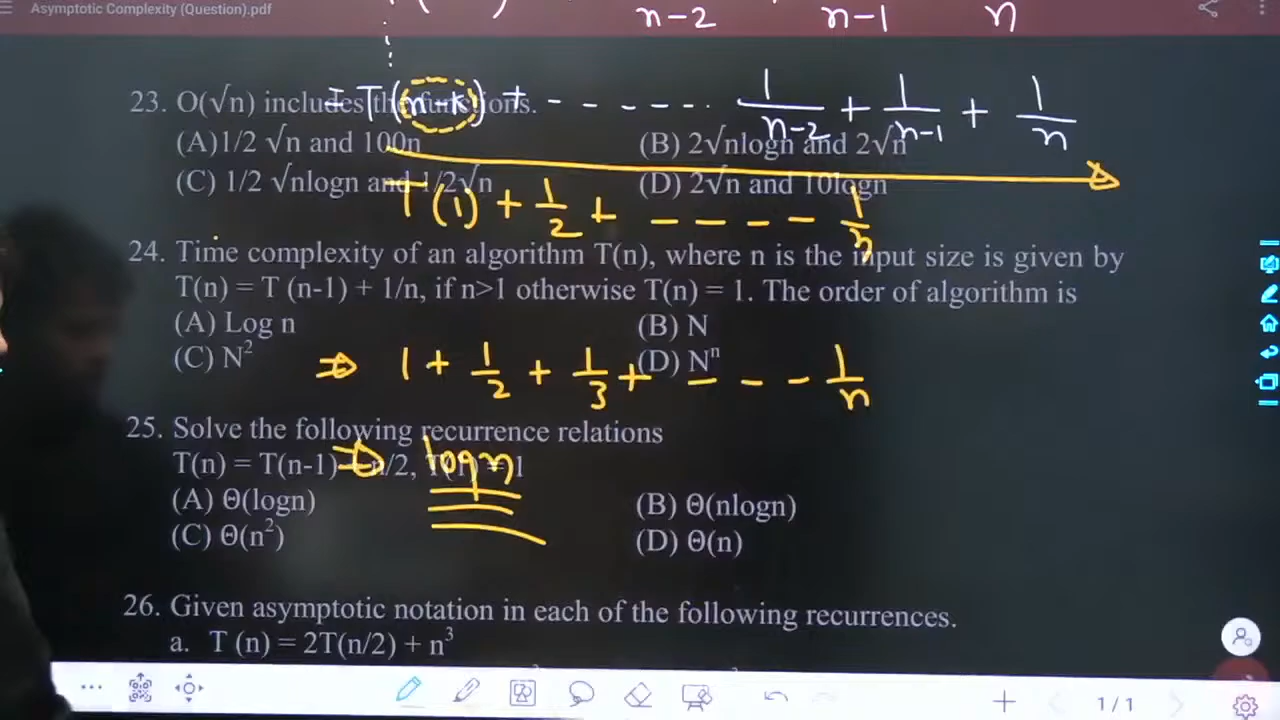 Asymptotic Complexity (Question).pdf
n-2 n-1 n
+ T(n-k) + - - - - - - 1/n-2 + 1/n-1 + 1/n
23. O(√n) includes the functions.
(A)1/2 √n and 100n (B) 2√nlogn and 2√n
(C) 1/2 √nlogn and 1/2√n (D) 2√n and 10logn
T(1) + 1/2 + - - - - 1/n
24. Time complexity of an algorithm T(n), where n is the input size is given by
T(n) = T (n-1) + 1/n, if n>1 otherwise T(n) = 1. The order of algorithm is
(A) Log n (B) N
(C) N² (D) Nⁿ
⇒ 1 + 1/2 + 1/3 + - - - 1/n
25. Solve the following recurrence relations
T(n) = T(n-1) n/2, = 1
⇒ logn
(A) Θ(logn) (B) Θ(nlogn)
(C) Θ(n²) (D) Θ(n)
26. Given asymptotic notation in each of the following recurrences.
a. T (n) = 2T(n/2) + n³
1/1